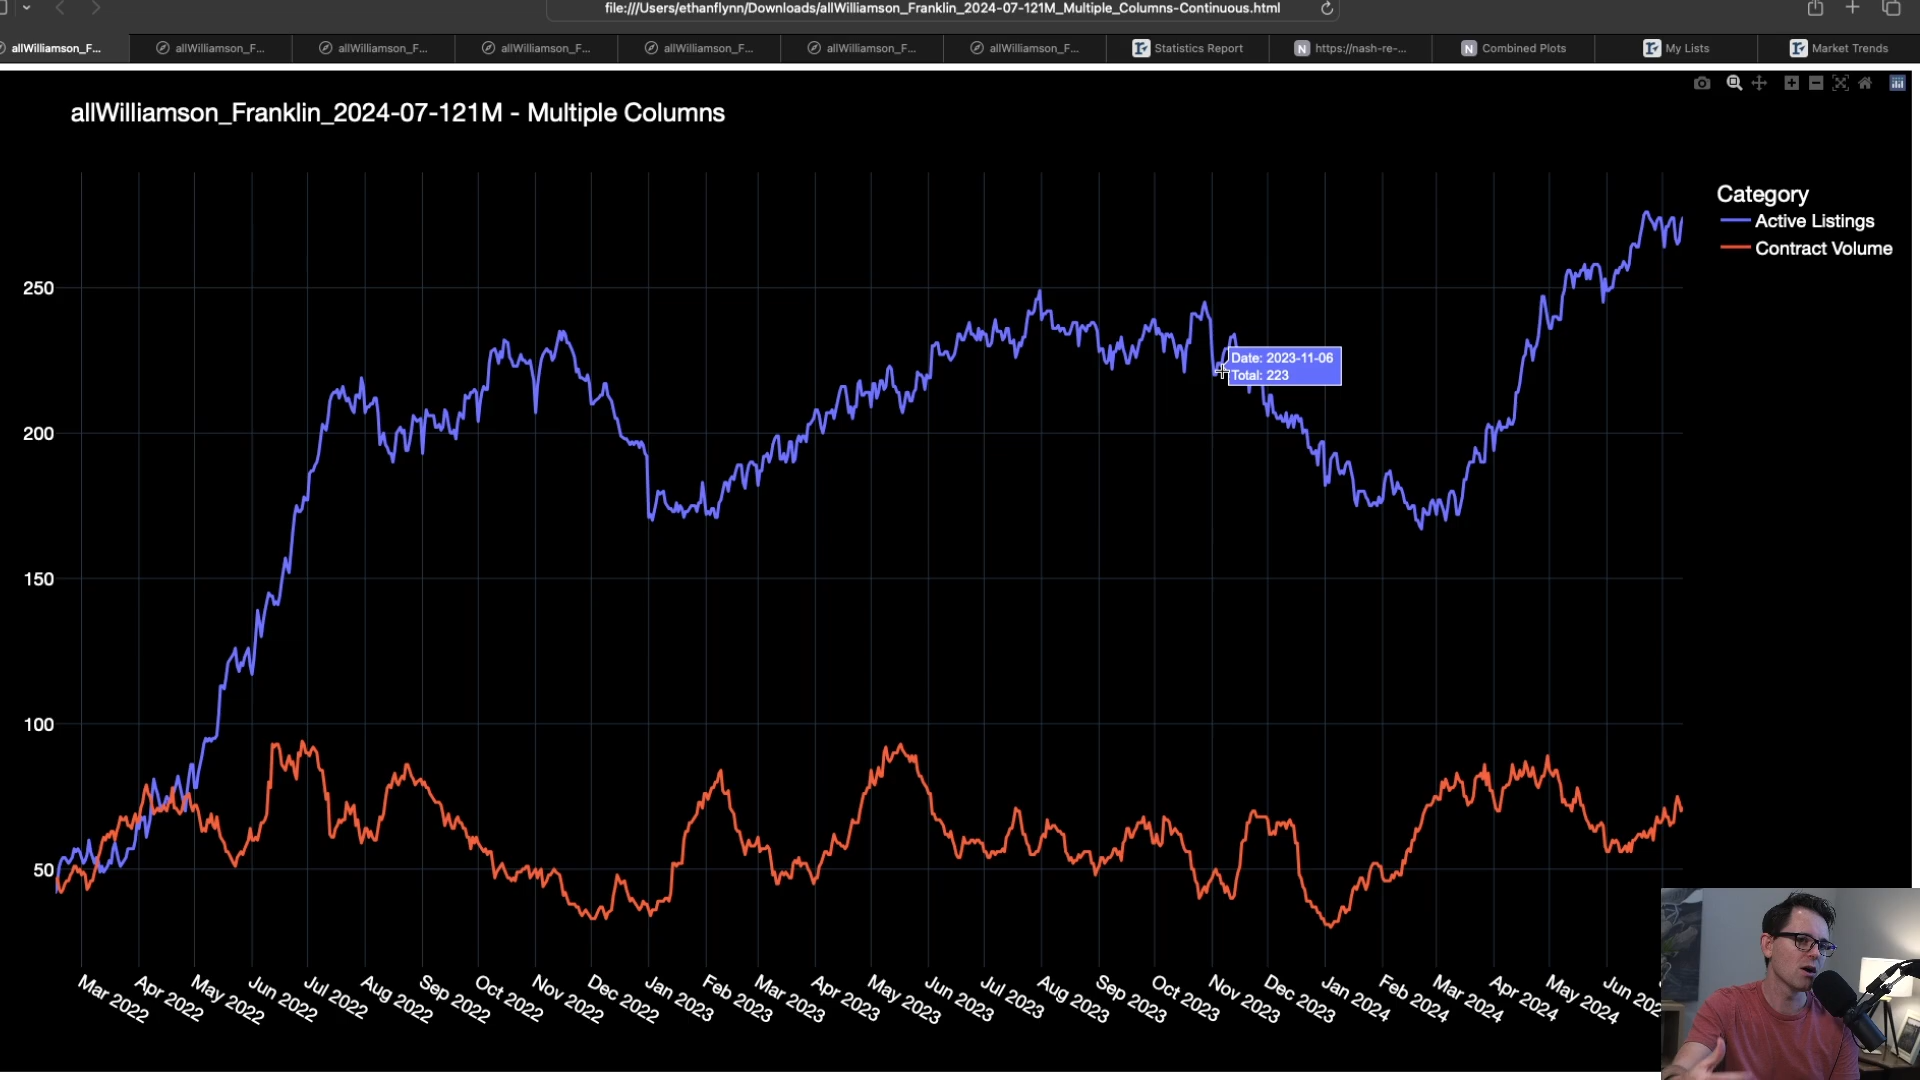 file:///Users/ethanflynn/Downloads/allWilliamson_Franklin_2024-07-121M_Multiple_Columns-Continuous.html
allWilliamson_F...
allWilliamson_F...
allWilliamson_F...
allWilliamson_F...
allWilliamson_F...
allWilliamson_F...
allWilliamson_F...
Statistics Report
N
https://nash-re-...
N
Combined Plots
My Lists
Market Trends
allWilliamson_Franklin_2024-07-121M - Multiple Columns
Category
Active Listings
Contract Volume
250
200
150
100
50
Date: 2023-11-06
Total: 223
Mar 2022
Apr 2022
May 2022
Jun 2022
Jul 2022
Aug 2022
Sep 2022
Oct 2022
Nov 2022
Dec 2022
Jan 2023
Feb 2023
Mar 2023
Apr 2023
May 2023
Jun 2023
Jul 2023
Aug 2023
Sep 2023
Oct 2023
Nov 2023
Dec 2023
Jan 2024
Feb 2024
Mar 2024
Apr 2024
May 2024
Jun 202